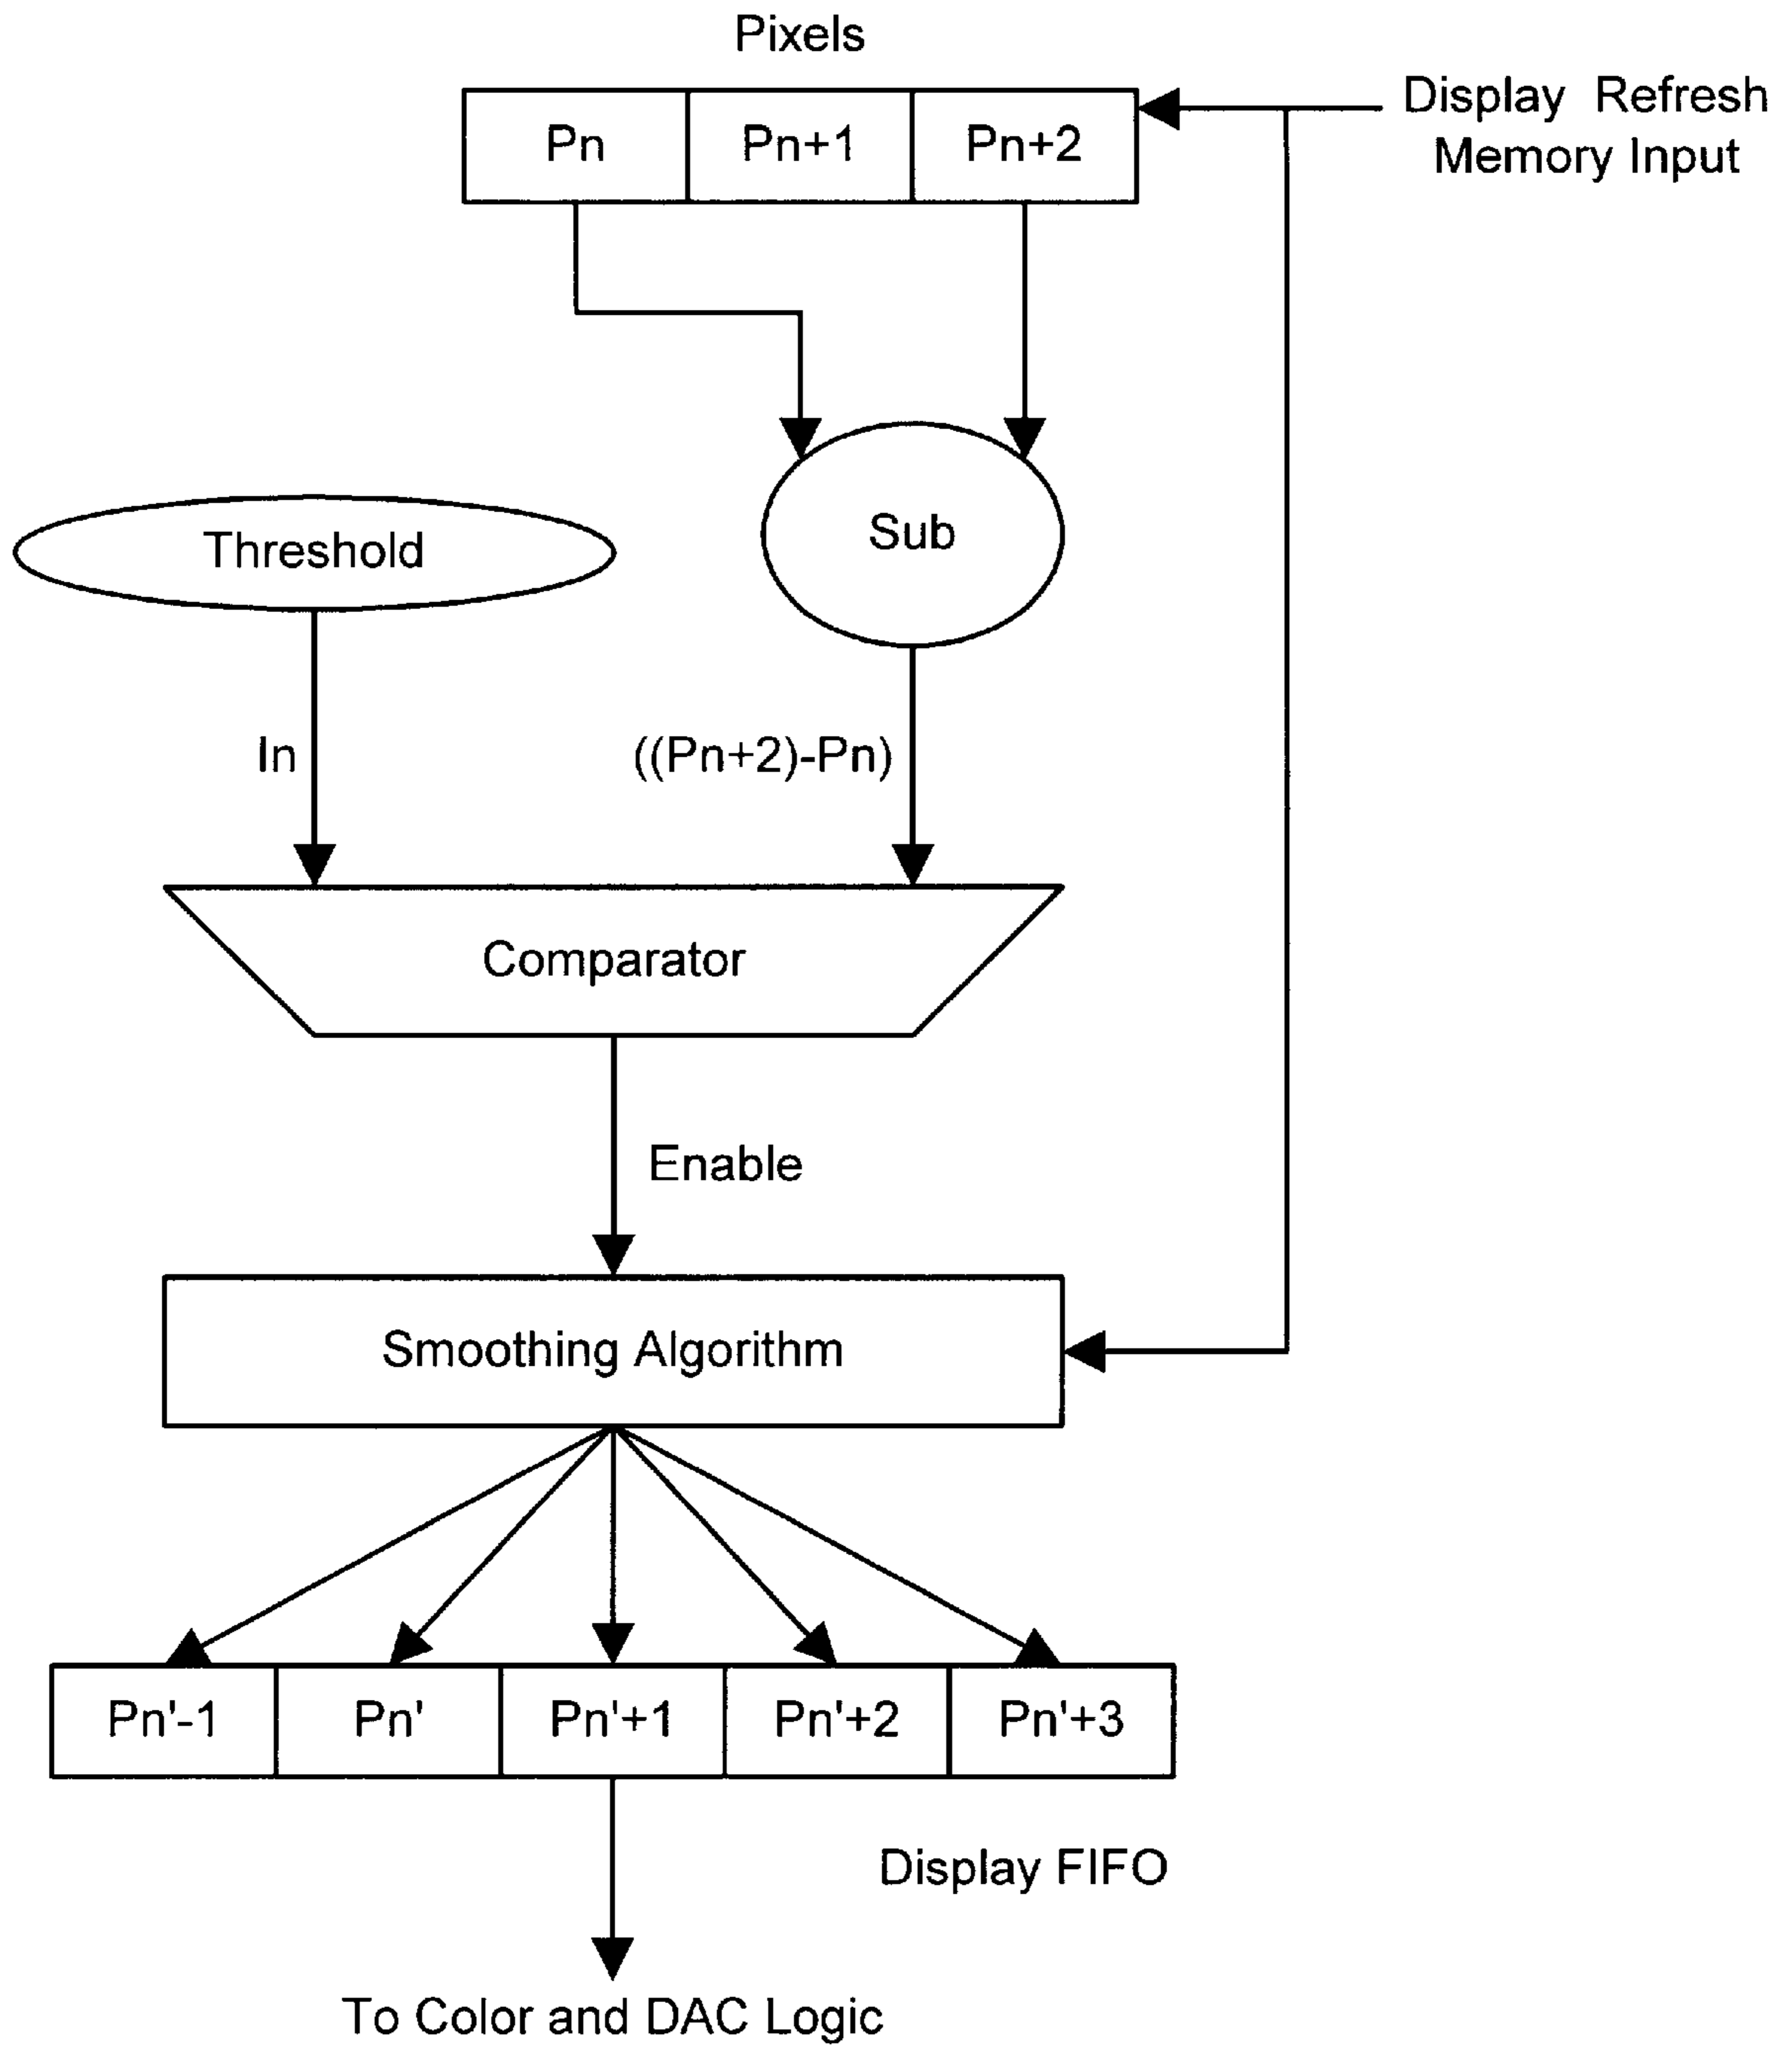 Pixels
Display Refresh
Memory Input
Pn
Pn+1
Pn+2
Threshold
Sub
In
((Pn+2)-Pn)
Comparator
Enable
Smoothing Algorithm
Pn'-1
Pn'
Pn'+1
Pn'+2
Pn'+3
Display FIFO
To Color and DAC Logic